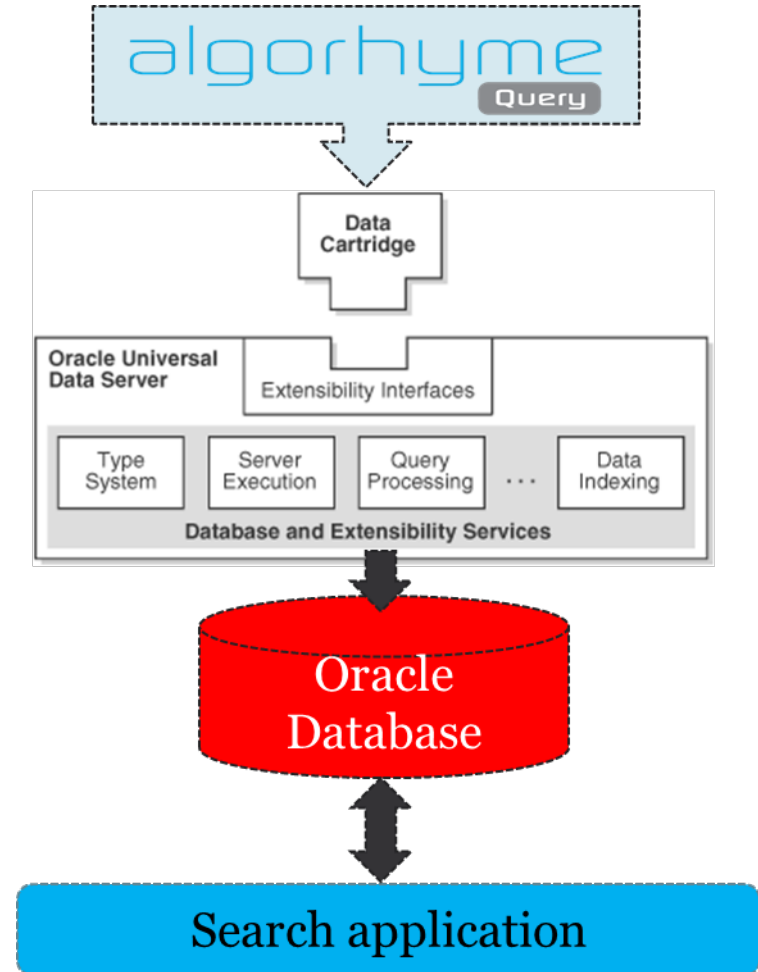 algorhyme
Query
Data
Cartridge
Oracle Universal
Data Server
Extensibility Interfaces
Type
System
Server
Execution
Query
Processing
...
Data
Indexing
Database and Extensibility Services
Oracle
Database
Search application